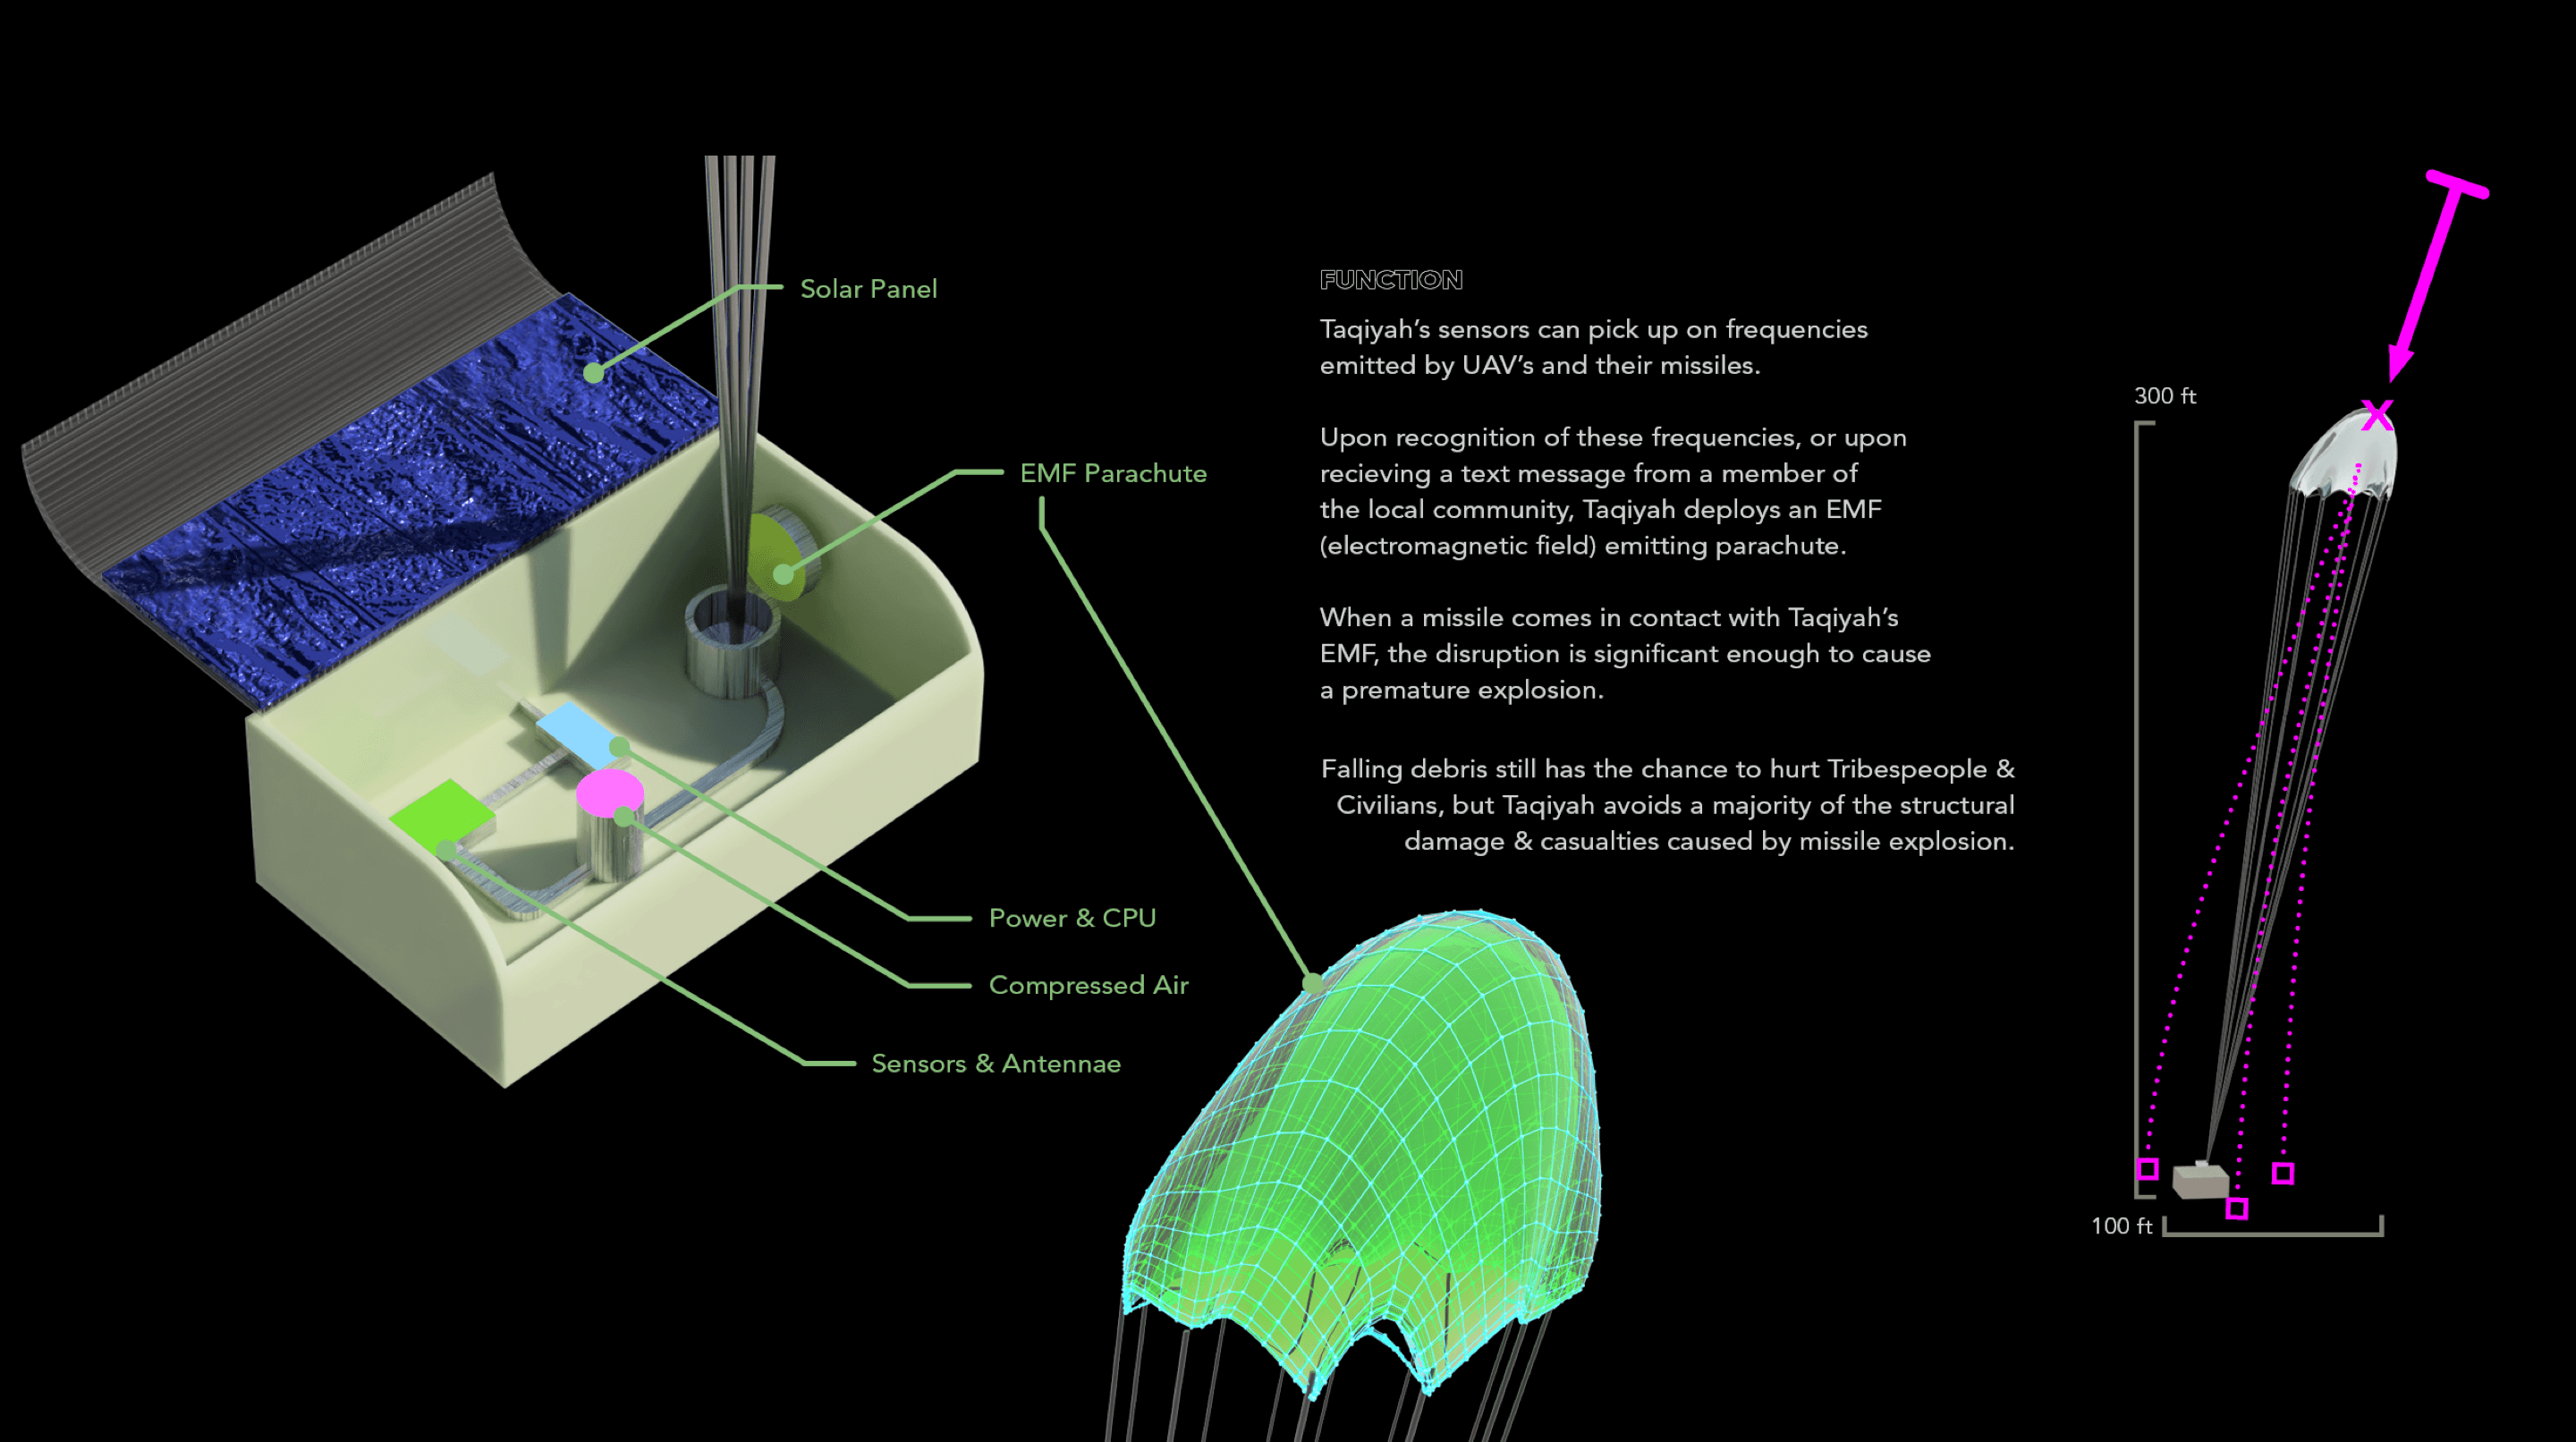 Solar Panel
EMF Parachute
Power & CPU
Compressed Air
Sensors & Antennae
FUNCTION
Taqiyah’s sensors can pick up on frequencies
emitted by UAV’s and their missiles.
Upon recognition of these frequencies, or upon
recieving a text message from a member of
the local community, Taqiyah deploys an EMF
(electromagnetic field) emitting parachute.
When a missile comes in contact with Taqiyah’s
EMF, the disruption is significant enough to cause
a premature explosion.
Falling debris still has the chance to hurt Tribespeople &
Civilians, but Taqiyah avoids a majority of the structural
damage & casualties caused by missile explosion.
300 ft
X
100 ft